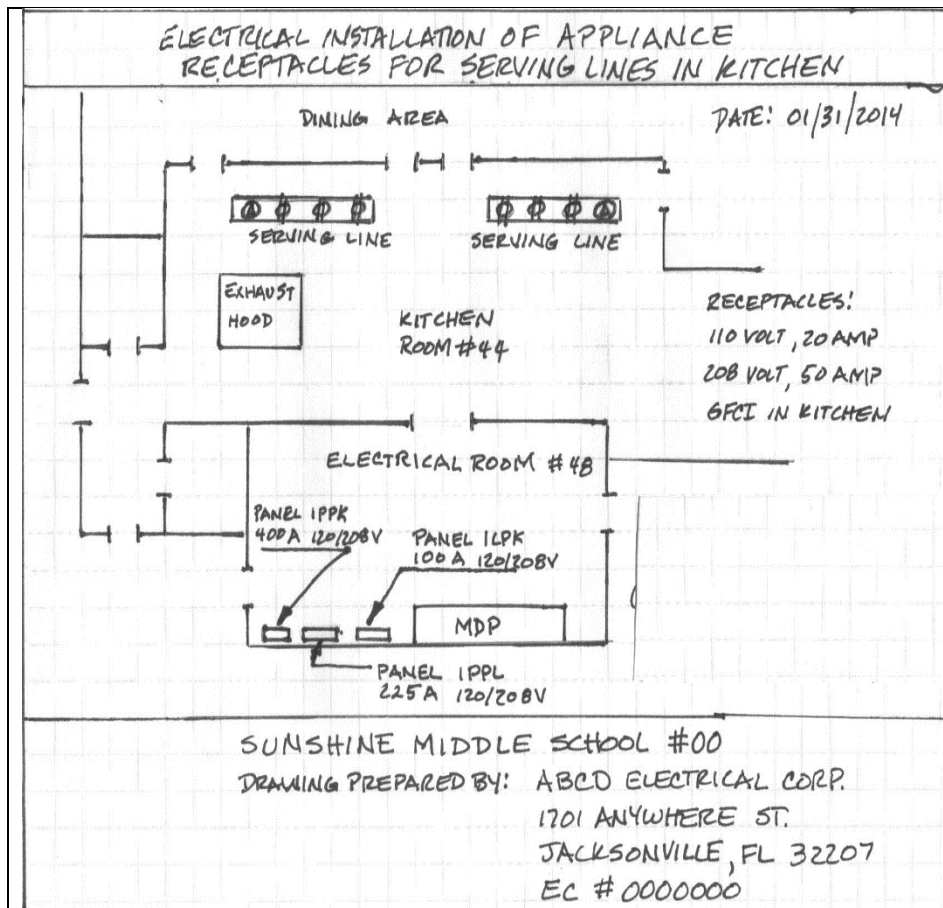 ELECTRICAL INSTALLATION OF APPLIANCE
RECEPTACLES FOR SERVING LINES IN KITCHEN
DINING AREA
DATE: 01/31/2014
SERVING LINE
SERVING LINE
EXHAUST
HOOD
KITCHEN
ROOM #44
RECEPTACLES:
110 VOLT, 20 AMP
208 VOLT, 50 AMP
GFCI IN KITCHEN
ELECTRICAL ROOM #48
PANEL 1PPK
400A 120/208V
PANEL 1LPK
100A 120/208V
MDP
PANEL 1PPL
225A 120/208V
SUNSHINE MIDDLE SCHOOL #00
DRAWING PREPARED BY: ABCD ELECTRICAL CORP.
1701 ANYWHERE ST.
JACKSONVILLE, FL 32207
EC # 0000000